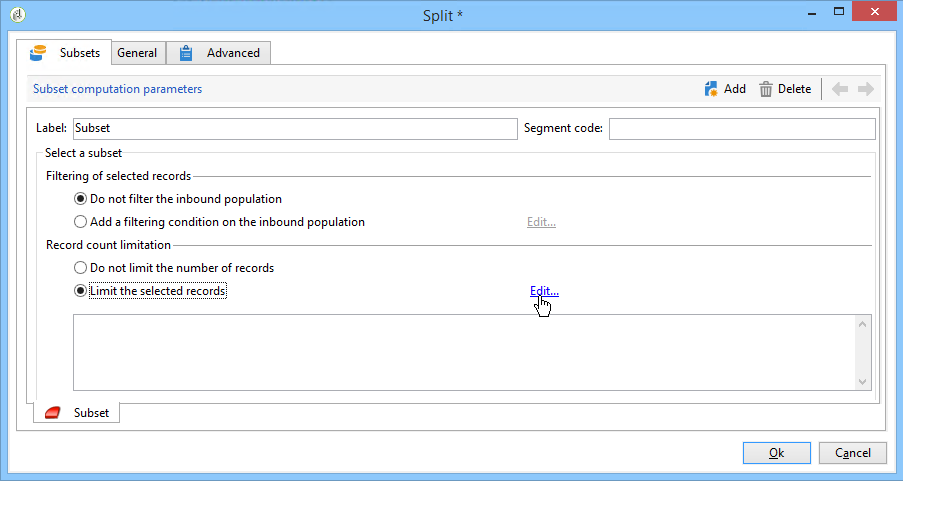 Split *
Subsets General Advanced
Subset computation parameters Add Delete
Label: Subset Segment code:
Select a subset
Filtering of selected records
Do not filter the inbound population
Add a filtering condition on the inbound population Edit...
Record count limitation
Do not limit the number of records
Limit the selected records Edit...
Subset
Ok Cancel